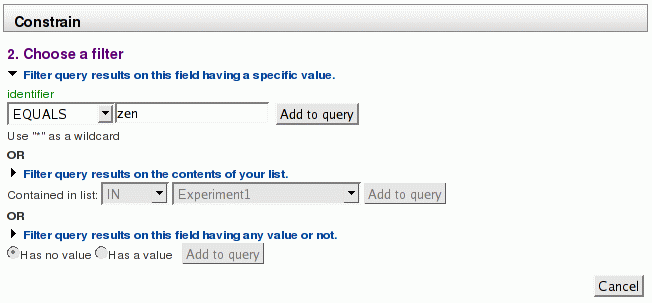 Constrain
2. Choose a filter
Filter query results on this field having a specific value.
identifier
EQUALS zen Add to query
Use "*" as a wildcard
OR
Filter query results on the contents of your list.
Contained in list: IN Experiment1 Add to query
OR
Filter query results on this field having any value or not.
Has no value Has a value Add to query
Cancel